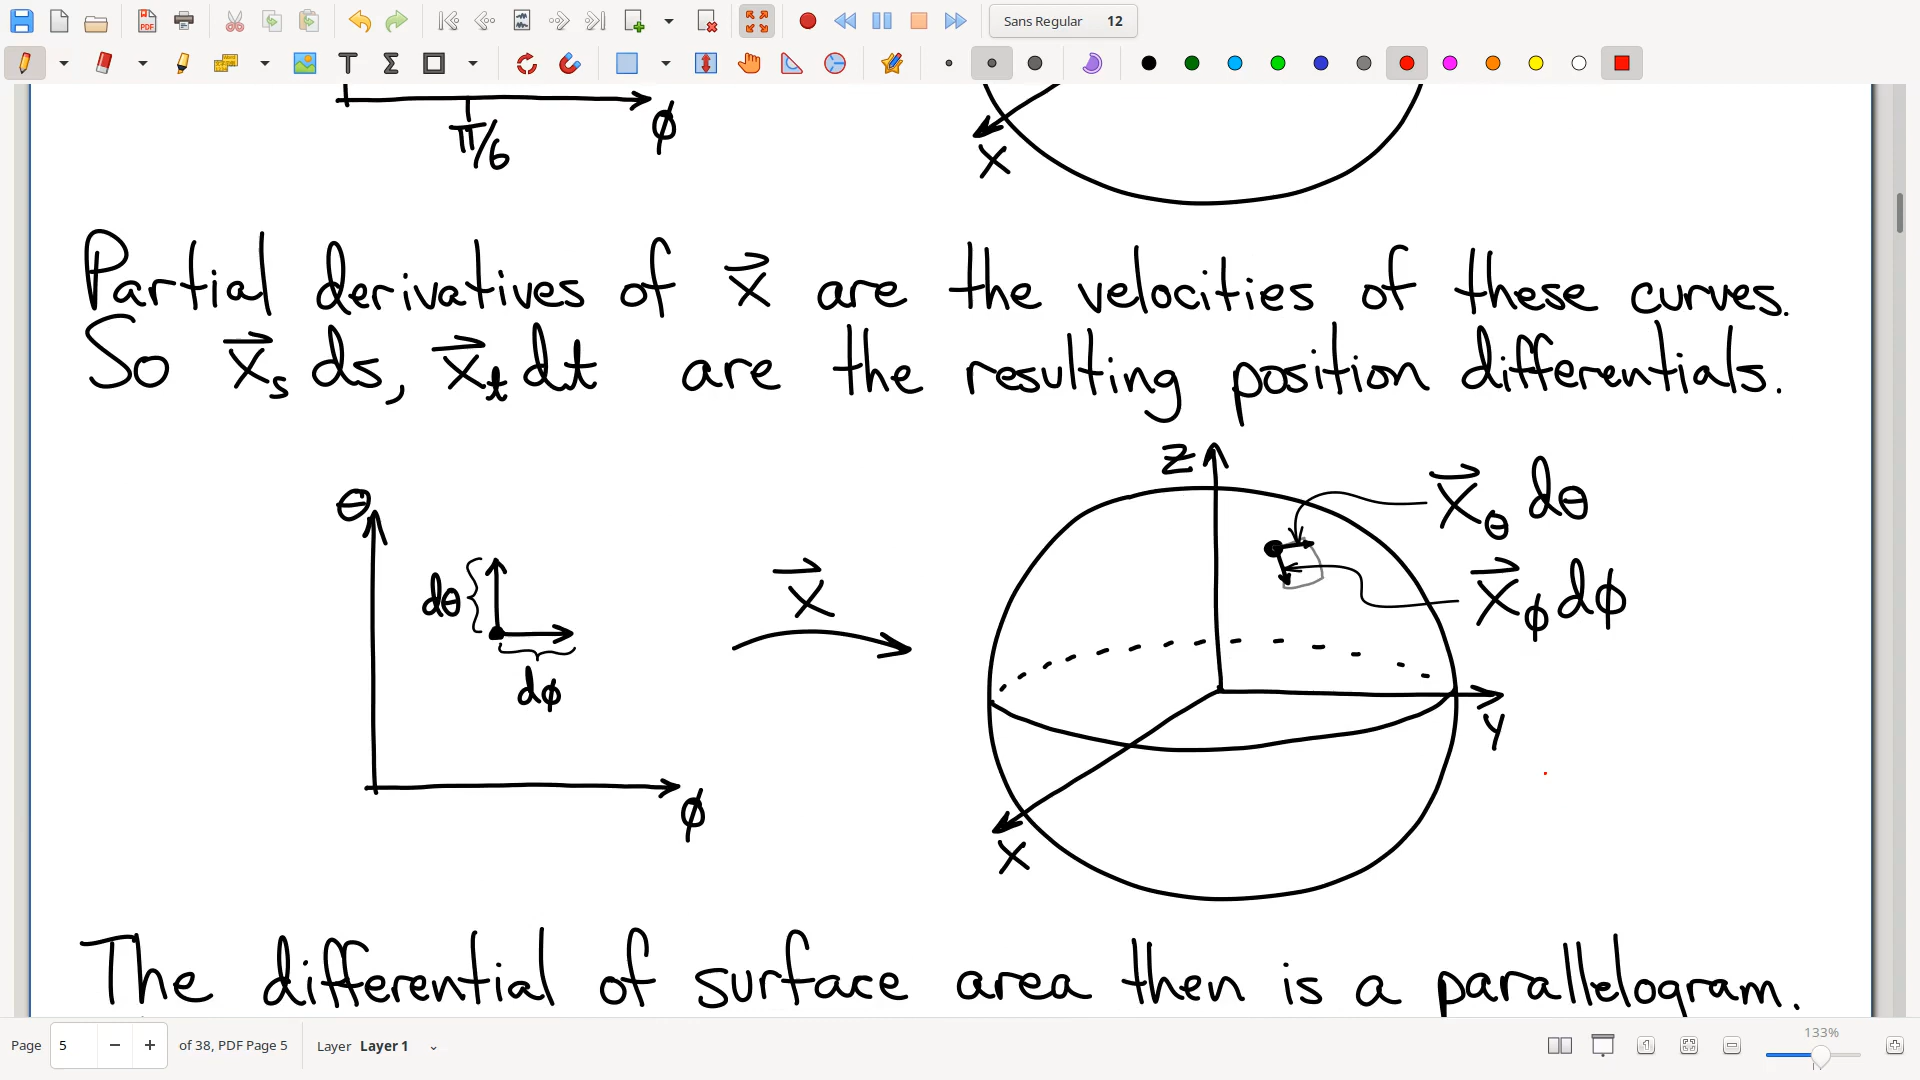 Sans Regular 12
ϕ
π/6
x
Partial derivatives of x⃗ are the velocities of these curves.
So x⃗ₛ ds, x⃗ₜ dt are the resulting position differentials.
z
x⃗_θ dθ
θ
dθ
x⃗
x⃗_ϕ dϕ
dϕ
y
ϕ
x
The differential of surface area then is a parallelogram.
Page 5 of 38, PDF Page 5 Layer Layer 1 133%